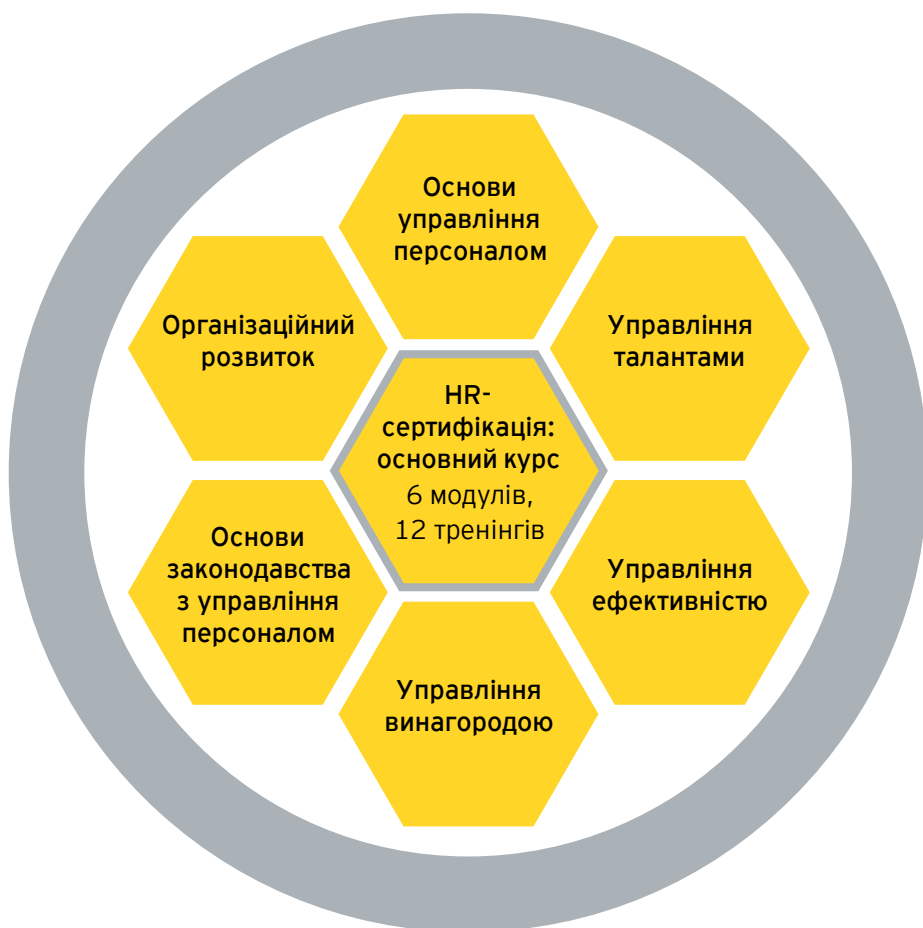 Основи
управління
персоналом
Організаційний
розвиток
Управління
талантами
HR-
сертифікація:
основний курс
6 модулів,
12 тренінгів
Основи
законодавства
з управління
персоналом
Управління
ефективністю
Управління
винагородою